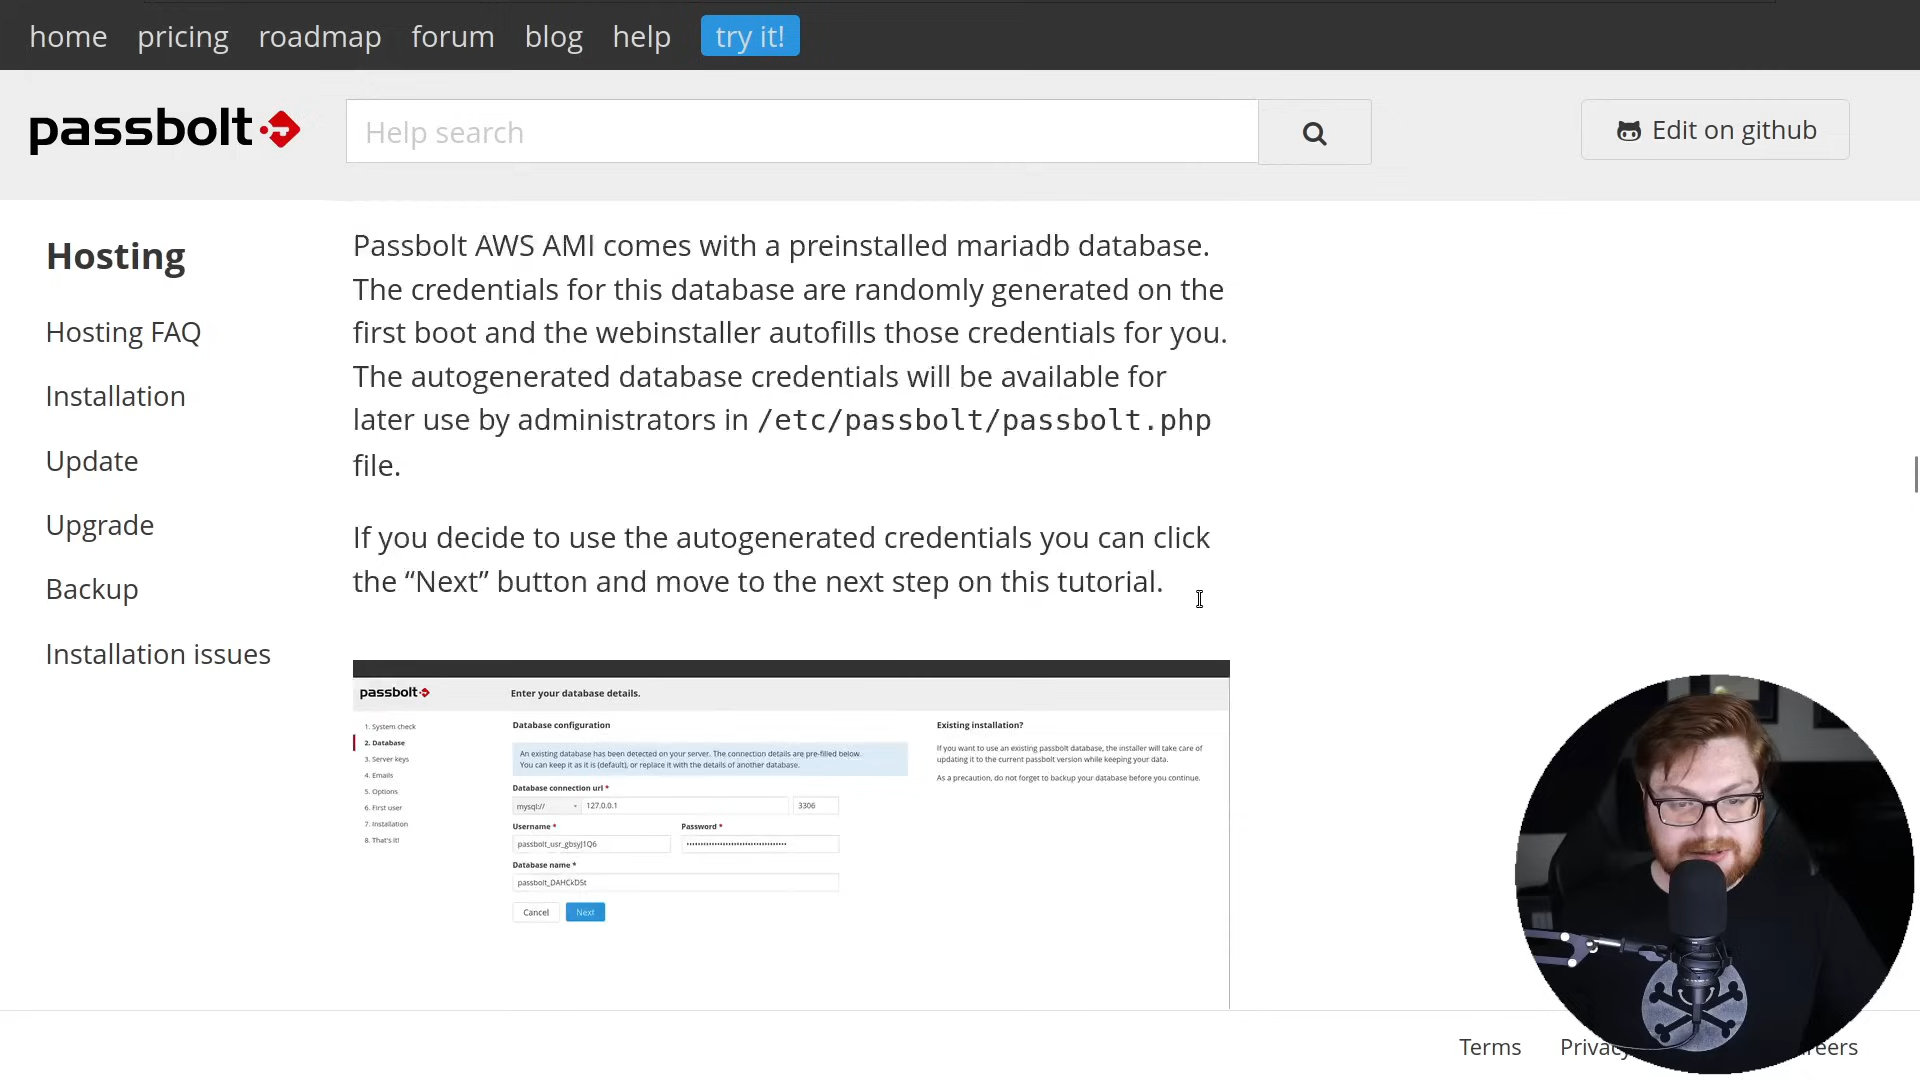 home pricing roadmap forum blog help try it!
passbolt
Help search
Edit on github
Hosting
Hosting FAQ
Installation
Update
Upgrade
Backup
Installation issues
Passbolt AWS AMI comes with a preinstalled mariadb database.
The credentials for this database are randomly generated on the
first boot and the webinstaller autofills those credentials for you.
The autogenerated database credentials will be available for
later use by administrators in /etc/passbolt/passbolt.php
file.
If you decide to use the autogenerated credentials you can click
the “Next” button and move to the next step on this tutorial.
passbolt
Enter your database details.
1. System check
2. Database
3. Server keys
4. Emails
5. Options
6. First user
7. Installation
8. That's it!
Database configuration
An existing database has been detected on your server. The connection details are pre-filled below.
You can keep it as it is (default), or replace it with the details of another database.
Database connection url *
mysql:// 127.0.0.1 3306
Username * Password *
passbolt_usr_gbsyJ1Q6
Database name *
passbolt_DAHCkD5t
Cancel Next
Existing installation?
If you want to use an existing passbolt database, the installer will take care of
updating it to the current passbolt version while keeping your data.
As a precaution, do not forget to backup your database before you continue.
Terms